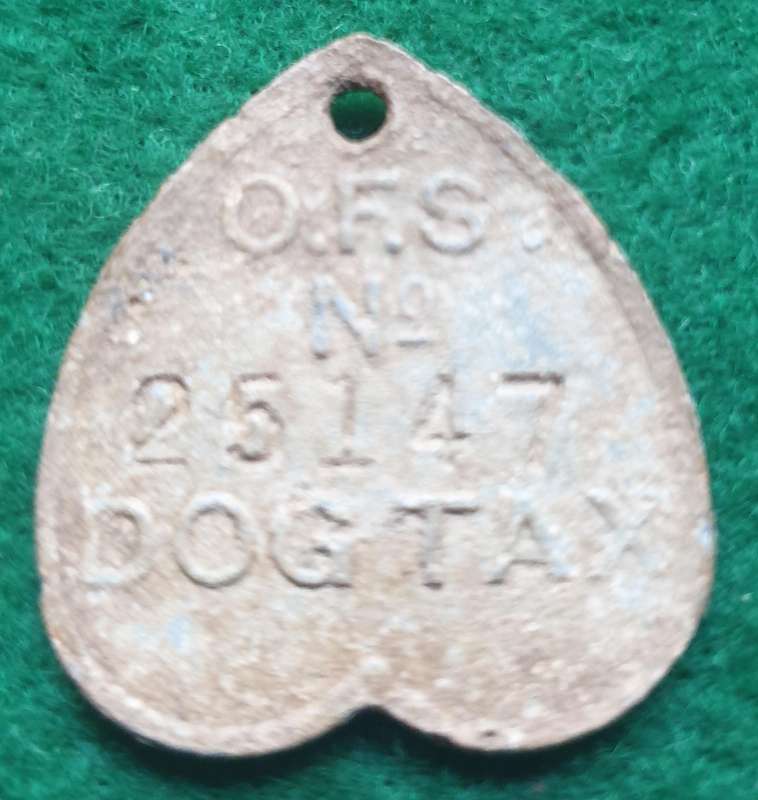 O.F.S.
Nº
25147
DOG TAX